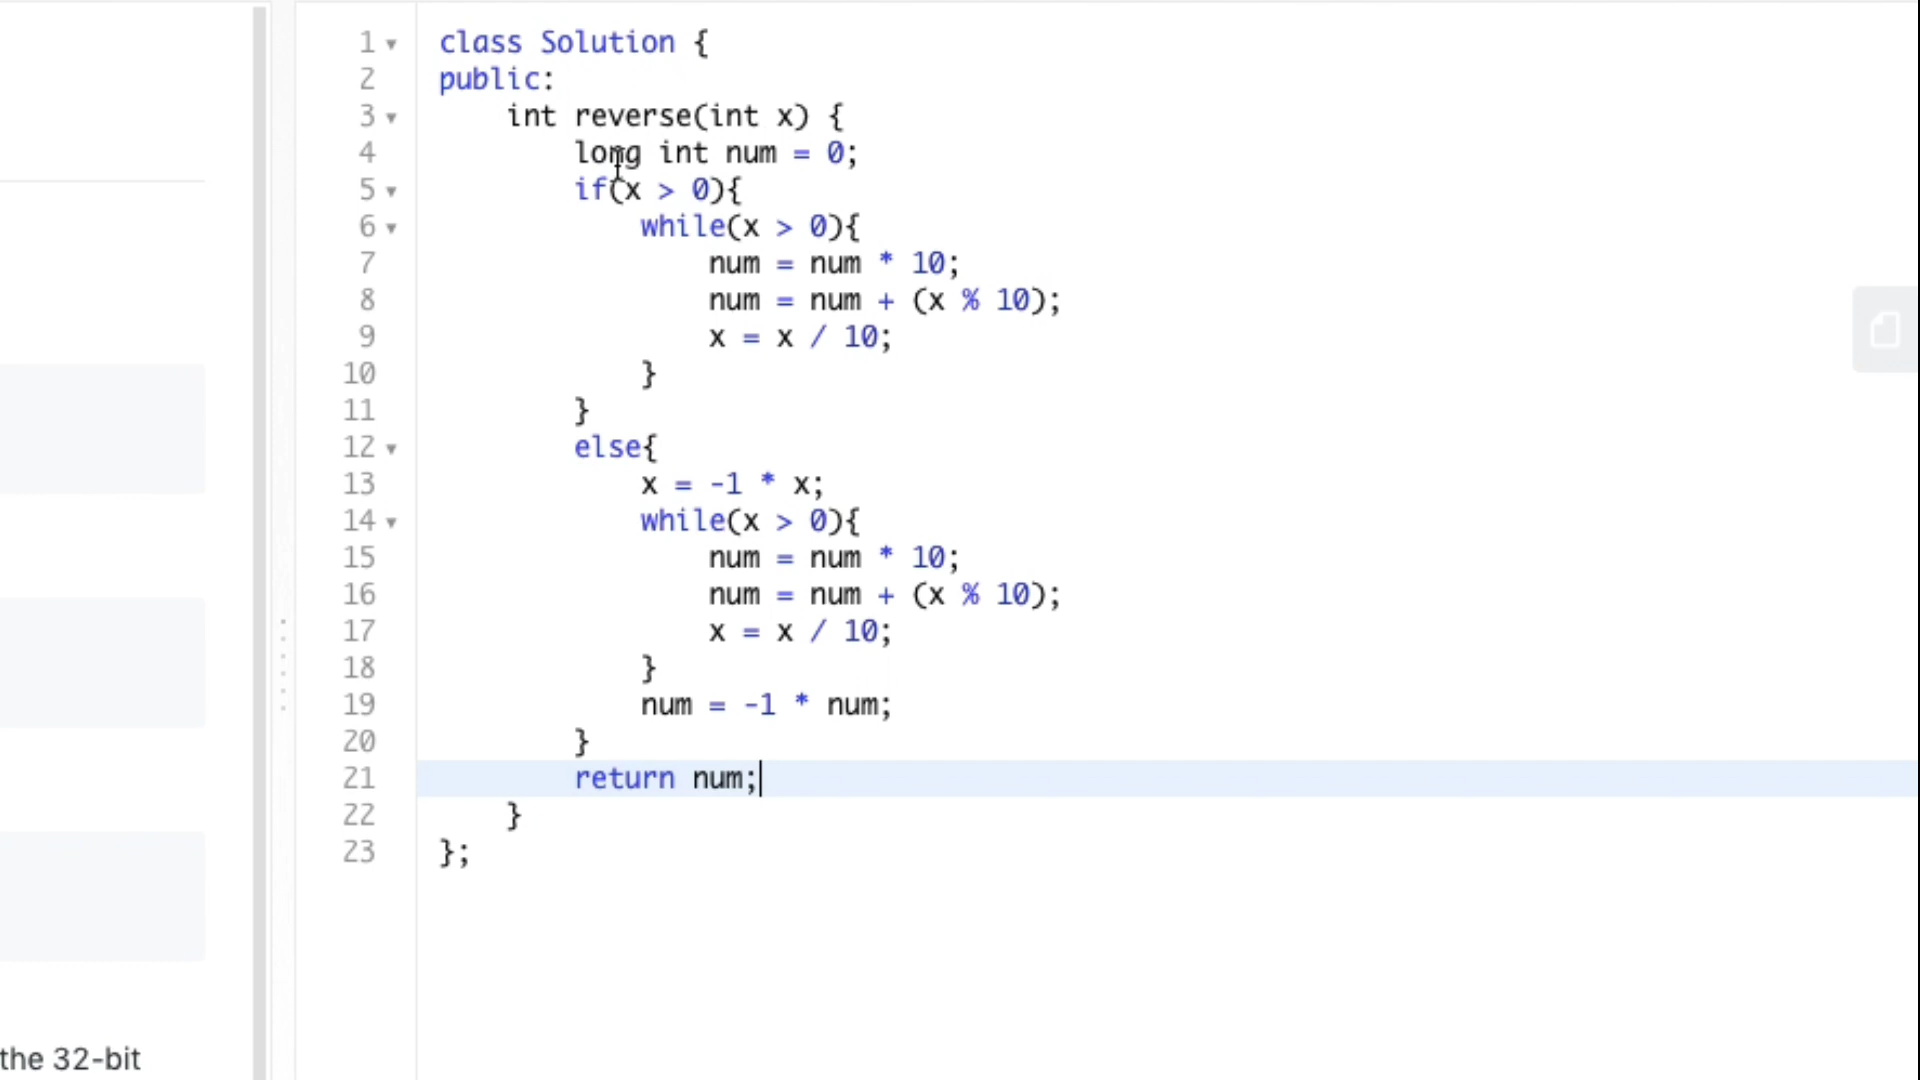 1 class Solution {
2 public:
3     int reverse(int x) {
4         long int num = 0;
5         if(x > 0){
6             while(x > 0){
7                 num = num * 10;
8                 num = num + (x % 10);
9                 x = x / 10;
10             }
11         }
12         else{
13             x = -1 * x;
14             while(x > 0){
15                 num = num * 10;
16                 num = num + (x % 10);
17                 x = x / 10;
18             }
19             num = -1 * num;
20         }
21         return num;
22     }
23 };
the 32-bit